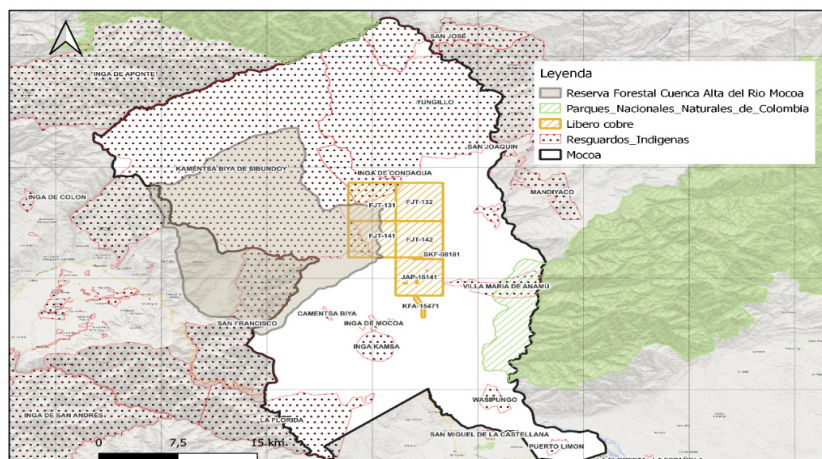 SAN JOSÉ
INGA DE AFONTE
Leyenda
Reserva Forestal Cuenca Alta del Rio Mocoa
Parques_Nacionales_Naturales_de_Colombia
Libero cobre
Resguardos_Indigenas
Mocoa
YUNGILLO
SAN JOAQUIN
KAMENTSA BIYA DE SIBUNDOY
INGA DE CONDAGUA
MANDIYACO
INGA DE COLON
FJT-131
FJT-132
FJT-141
FJT-142
SKF-08181
JAP-16141
VILLA MARIA DE ANAMÚ
KFA-15471
CAMENTSA BIYA
SAN FRANCISCO
INGA DE MOCOA
INGA KAMSA
WASIPUNGO
INGA DE SAN ANDRES
LA FLORIDA
SAN MIGUEL DE LA CASTELLANA
0 7,5 15 km
PUERTO LIMON